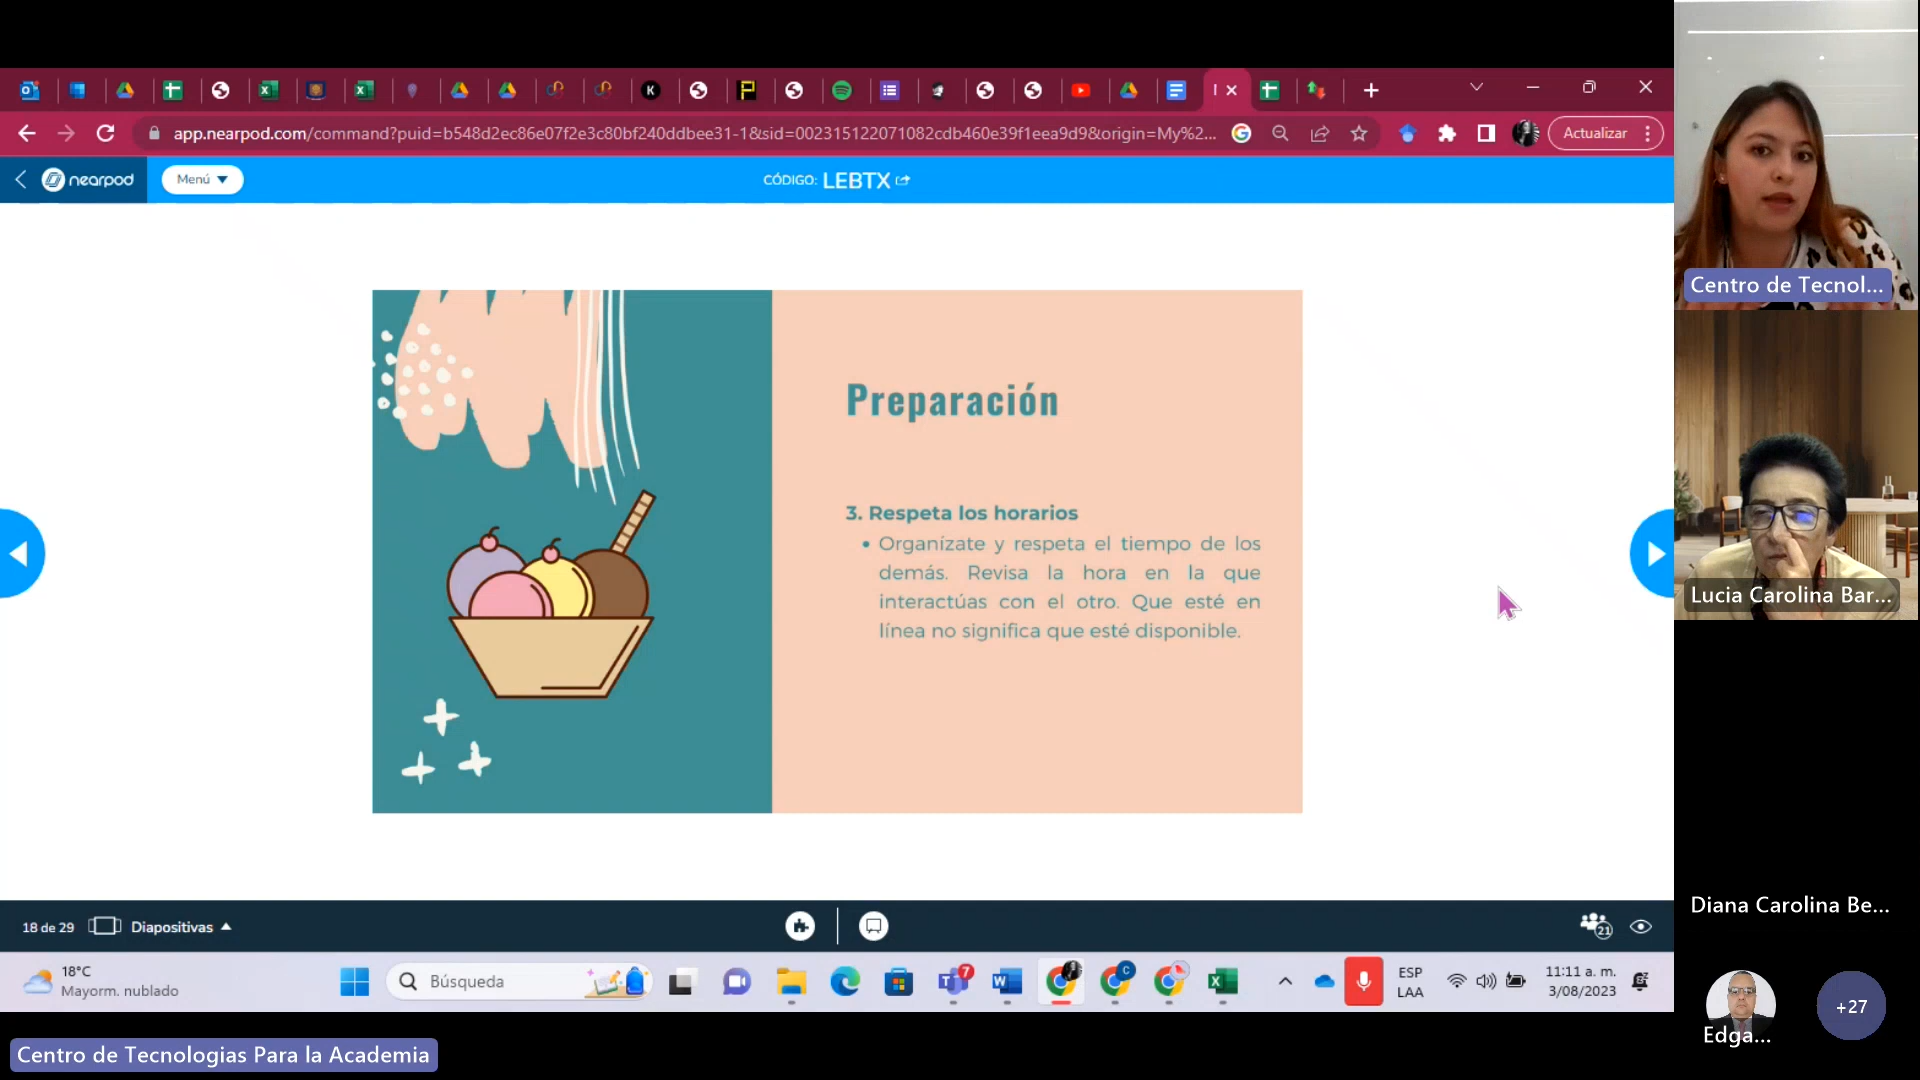 app.nearpod.com/command?puid=b548d2ec86e07f2e3c80bf240ddbee31-1&sid=002315122071082cdb460e39f1eea9d9&origin=My%2...
Actualizar
nearpod
Menú
CÓDIGO: LEBTX
Preparación
3. Respeta los horarios
Organízate y respeta el tiempo de los
demás. Revisa la hora en la que
interactúas con el otro. Que esté en
línea no significa que esté disponible.
18 de 29
Diapositivas
21
18°C
Mayorm. nublado
Búsqueda
7
ESP
LAA
11:11 a. m.
3/08/2023
Centro de Tecnologias Para la Academia
Centro de Tecnol...
Lucia Carolina Bar...
Diana Carolina Be...
Edga...
+27